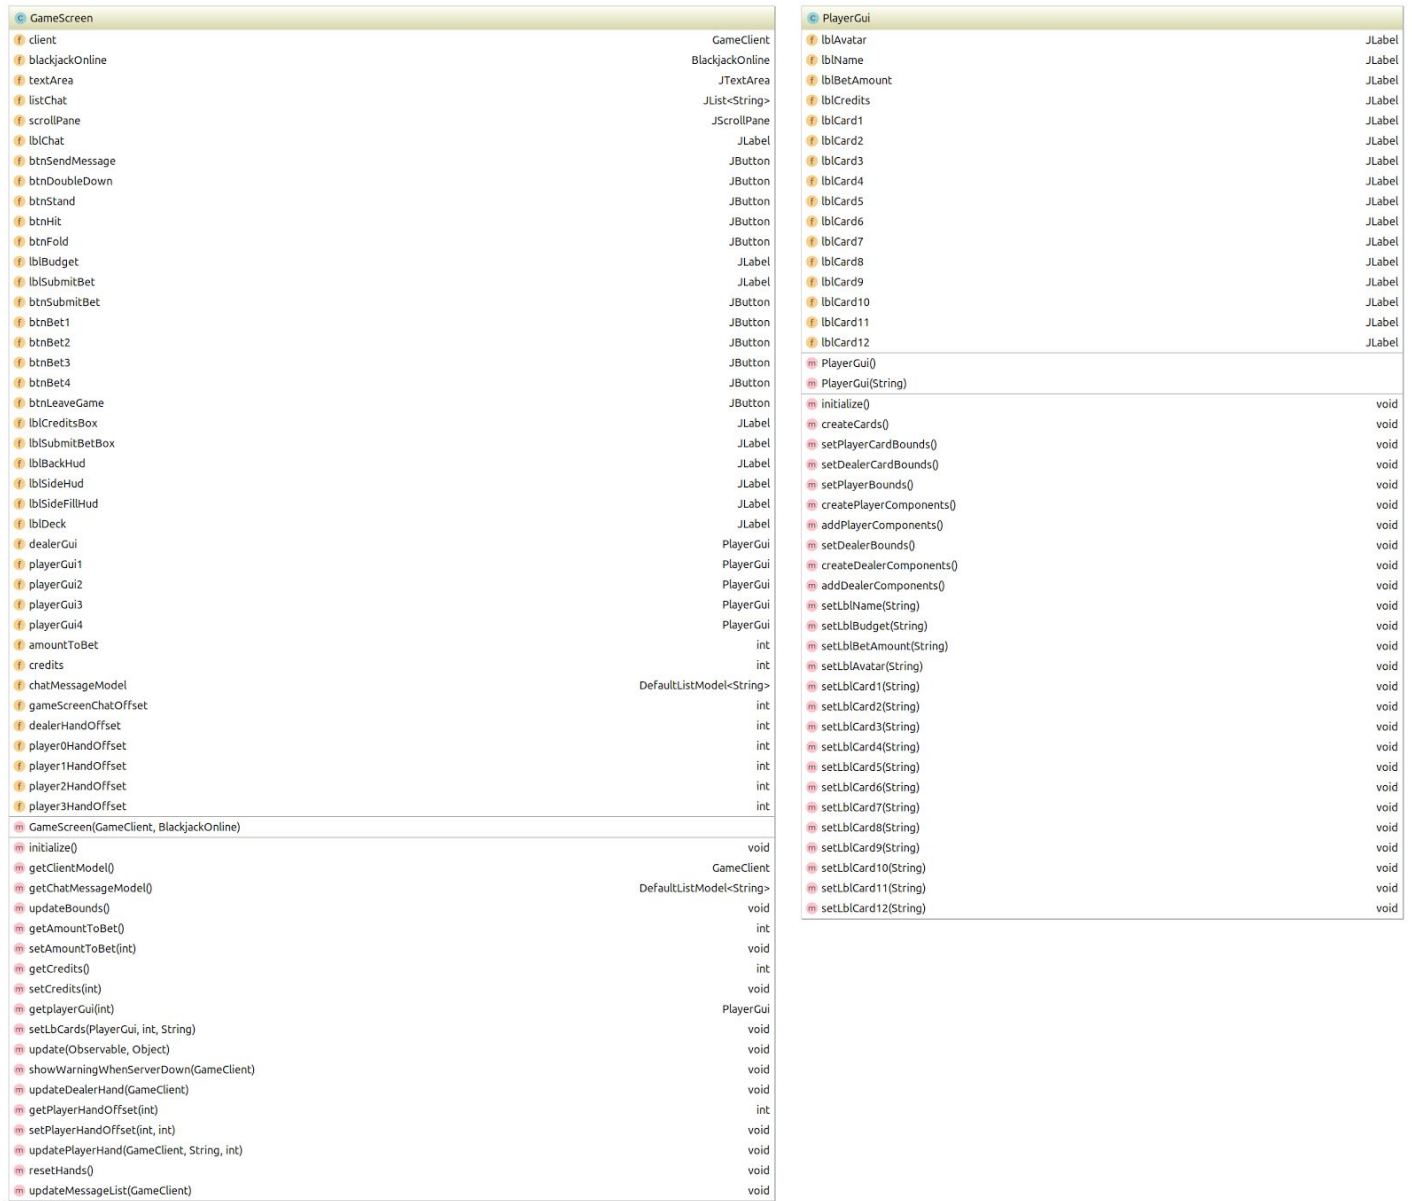 GameScreen
client GameClient
blackjackOnline BlackjackOnline
textArea JTextArea
listChat JList<String>
scrollPane JScrollPane
lblChat JLabel
btnSendMessage JButton
btnDoubleDown JButton
btnStand JButton
btnHit JButton
btnFold JButton
lblBudget JLabel
lblSubmitBet JLabel
btnSubmitBet JButton
btnBet1 JButton
btnBet2 JButton
btnBet3 JButton
btnBet4 JButton
btnLeaveGame JButton
lblCreditsBox JLabel
lblSubmitBetBox JLabel
lblBackHud JLabel
lblSideHud JLabel
lblSideFillHud JLabel
lblDeck JLabel
dealerGui PlayerGui
playerGui1 PlayerGui
playerGui2 PlayerGui
playerGui3 PlayerGui
playerGui4 PlayerGui
amountToBet int
credits int
chatMessageModel DefaultListModel<String>
gameScreenChatOffset int
dealerHandOffset int
player0HandOffset int
player1HandOffset int
player2HandOffset int
player3HandOffset int
GameScreen(GameClient, BlackjackOnline)
initialize() void
getClientModel() GameClient
getChatMessageModel() DefaultListModel<String>
updateBounds() void
getAmountToBet() int
setAmountToBet(int) void
getCredits() int
setCredits(int) void
getplayerGui(int) PlayerGui
setLbCards(PlayerGui, int, String) void
update(Observable, Object) void
showWarningWhenServerDown(GameClient) void
updateDealerHand(GameClient) void
getPlayerHandOffset(int) int
setPlayerHandOffset(int, int) void
updatePlayerHand(GameClient, String, int) void
resetHands() void
updateMessageList(GameClient) void
PlayerGui
lblAvatar JLabel
lblName JLabel
lblBetAmount JLabel
lblCredits JLabel
lblCard1 JLabel
lblCard2 JLabel
lblCard3 JLabel
lblCard4 JLabel
lblCard5 JLabel
lblCard6 JLabel
lblCard7 JLabel
lblCard8 JLabel
lblCard9 JLabel
lblCard10 JLabel
lblCard11 JLabel
lblCard12 JLabel
PlayerGui()
PlayerGui(String)
initialize() void
createCards() void
setPlayerCardBounds() void
setDealerCardBounds() void
setPlayerBounds() void
createPlayerComponents() void
addPlayerComponents() void
setDealerBounds() void
createDealerComponents() void
addDealerComponents() void
setLblName(String) void
setLblBudget(String) void
setLblBetAmount(String) void
setLblAvatar(String) void
setLblCard1(String) void
setLblCard2(String) void
setLblCard3(String) void
setLblCard4(String) void
setLblCard5(String) void
setLblCard6(String) void
setLblCard7(String) void
setLblCard8(String) void
setLblCard9(String) void
setLblCard10(String) void
setLblCard11(String) void
setLblCard12(String) void